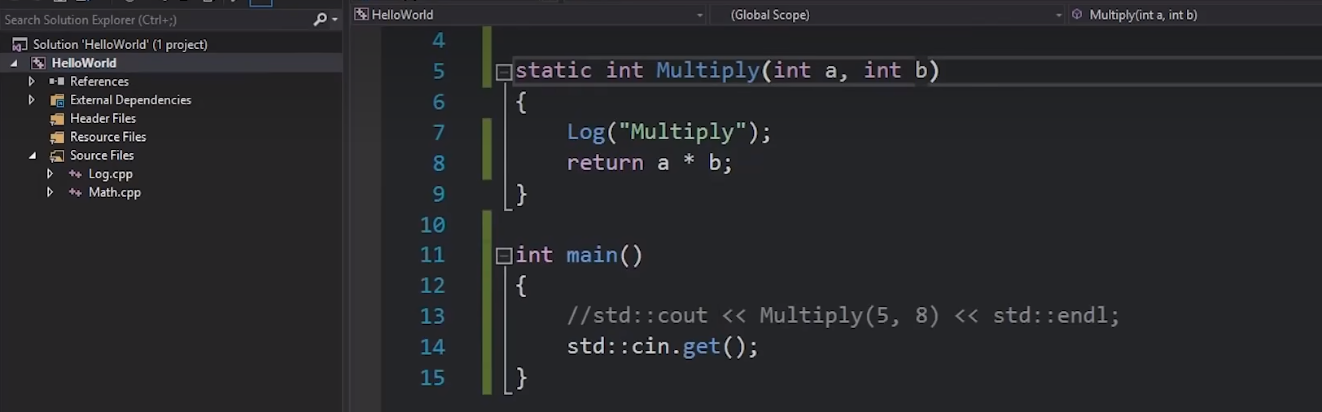 HelloWorld
(Global Scope)
Multiply(int a, int b)
Search Solution Explorer (Ctrl+;)
Solution 'HelloWorld' (1 project)
HelloWorld
References
External Dependencies
Header Files
Resource Files
Source Files
Log.cpp
Math.cpp
4
5 static int Multiply(int a, int b)
6 {
7 Log("Multiply");
8 return a * b;
9 }
10
11 int main()
12 {
13 //std::cout << Multiply(5, 8) << std::endl;
14 std::cin.get();
15 }